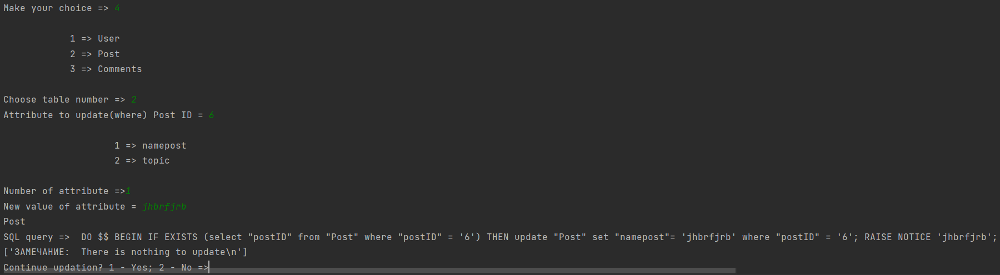 Make your choice => 4
1 => User
2 => Post
3 => Comments
Choose table number => 2
Attribute to update(where) Post ID = 6
1 => namepost
2 => topic
Number of attribute =>1
New value of attribute = jhbrfjrb
Post
SQL query =>  DO $$ BEGIN IF EXISTS (select "postID" from "Post" where "postID" = '6') THEN update "Post" set "namepost"= 'jhbrfjrb' where "postID" = '6'; RAISE NOTICE 'jhbrfjrb';
['ЗАМЕЧАНИЕ:  There is nothing to update\n']
Continue updation? 1 - Yes; 2 - No =>